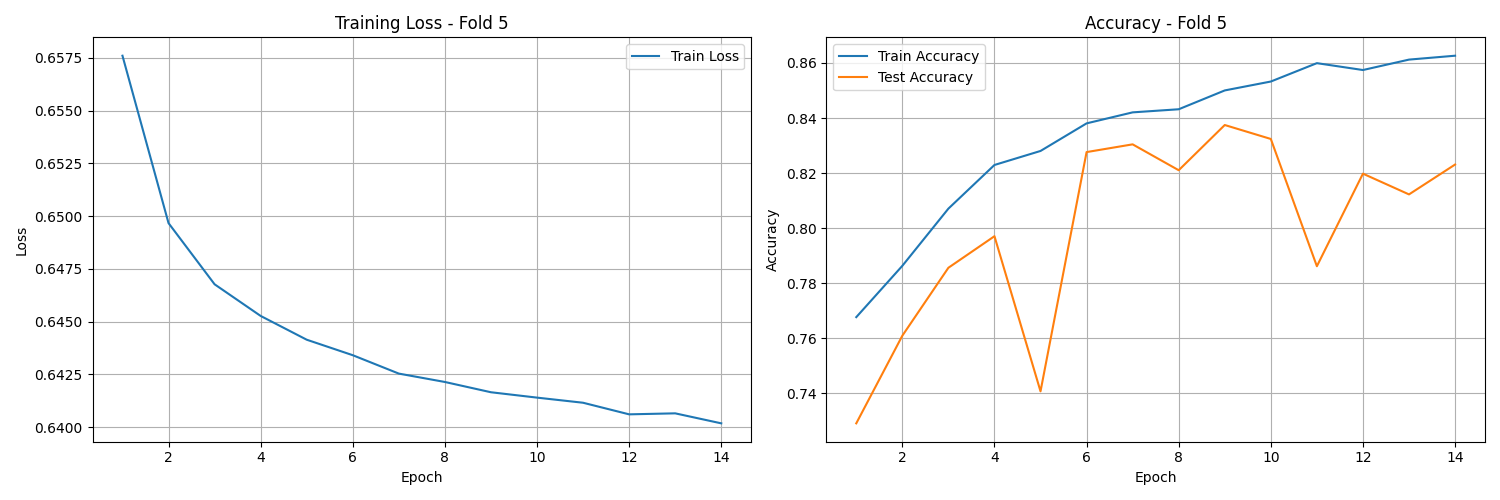 Training Loss - Fold 5
Train Loss
0.6575
0.6550
0.6525
0.6500
0.6475
0.6450
0.6425
0.6400
Loss
2 4 6 8 10 12 14
Epoch
Accuracy - Fold 5
Train Accuracy
Test Accuracy
0.86
0.84
0.82
0.80
0.78
0.76
0.74
Accuracy
2 4 6 8 10 12 14
Epoch